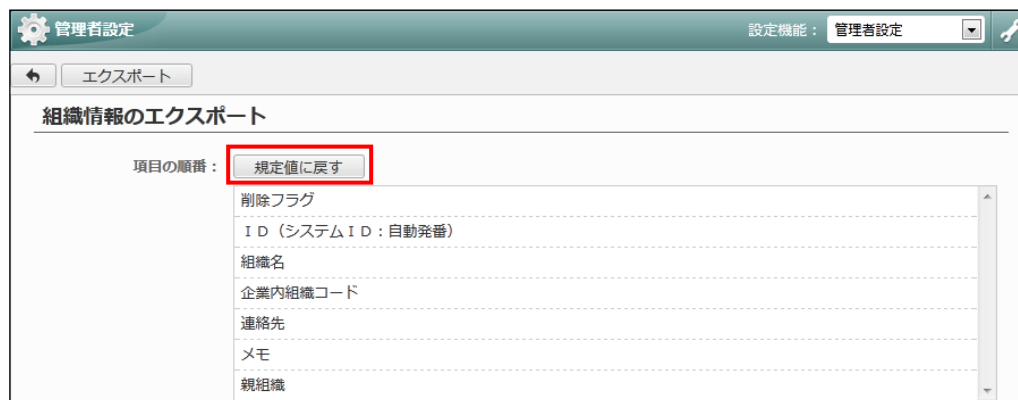 管理者設定 設定機能： 管理者設定
エクスポート
組織情報のエクスポート
項目の順番： 規定値に戻す
削除フラグ
ＩＤ（システムＩＤ：自動発番）
組織名
企業内組織コード
連絡先
メモ
親組織